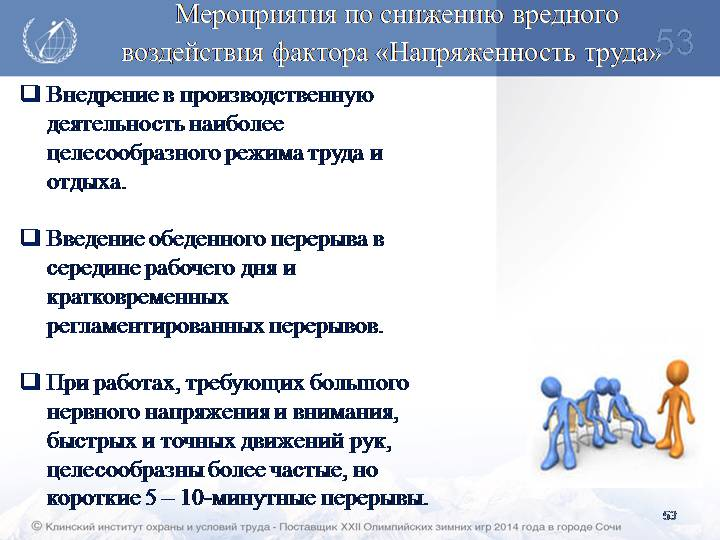 Мероприятия по снижению вредного
воздействия фактора «Напряженность труда»
53
Внедрение в производственную
деятельность наиболее
целесообразного режима труда и
отдыха.
Введение обеденного перерыва в
середине рабочего дня и
кратковременных
регламентированных перерывов.
При работах, требующих большого
нервного напряжения и внимания,
быстрых и точных движений рук,
целесообразны более частые, но
короткие 5 – 10-минутные перерывы.
53
© Клинский институт охраны и условий труда - Поставщик XXII Олимпийских зимних игр 2014 года в городе Сочи